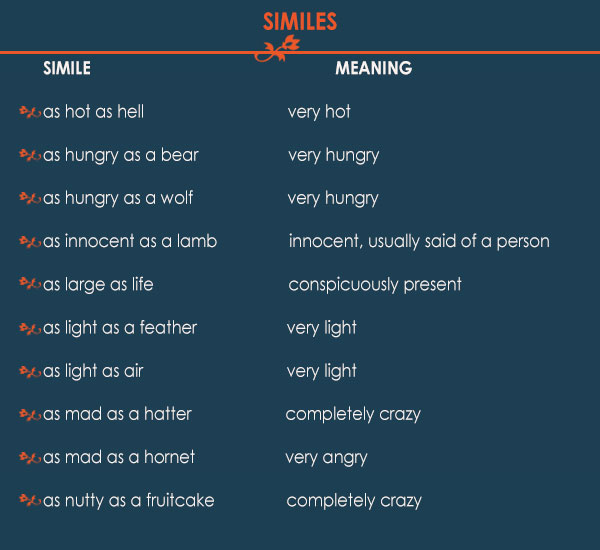 SIMILES
SIMILE MEANING
as hot as hell very hot
as hungry as a bear very hungry
as hungry as a wolf very hungry
as innocent as a lamb innocent, usually said of a person
as large as life conspicuously present
as light as a feather very light
as light as air very light
as mad as a hatter completely crazy
as mad as a hornet very angry
as nutty as a fruitcake completely crazy